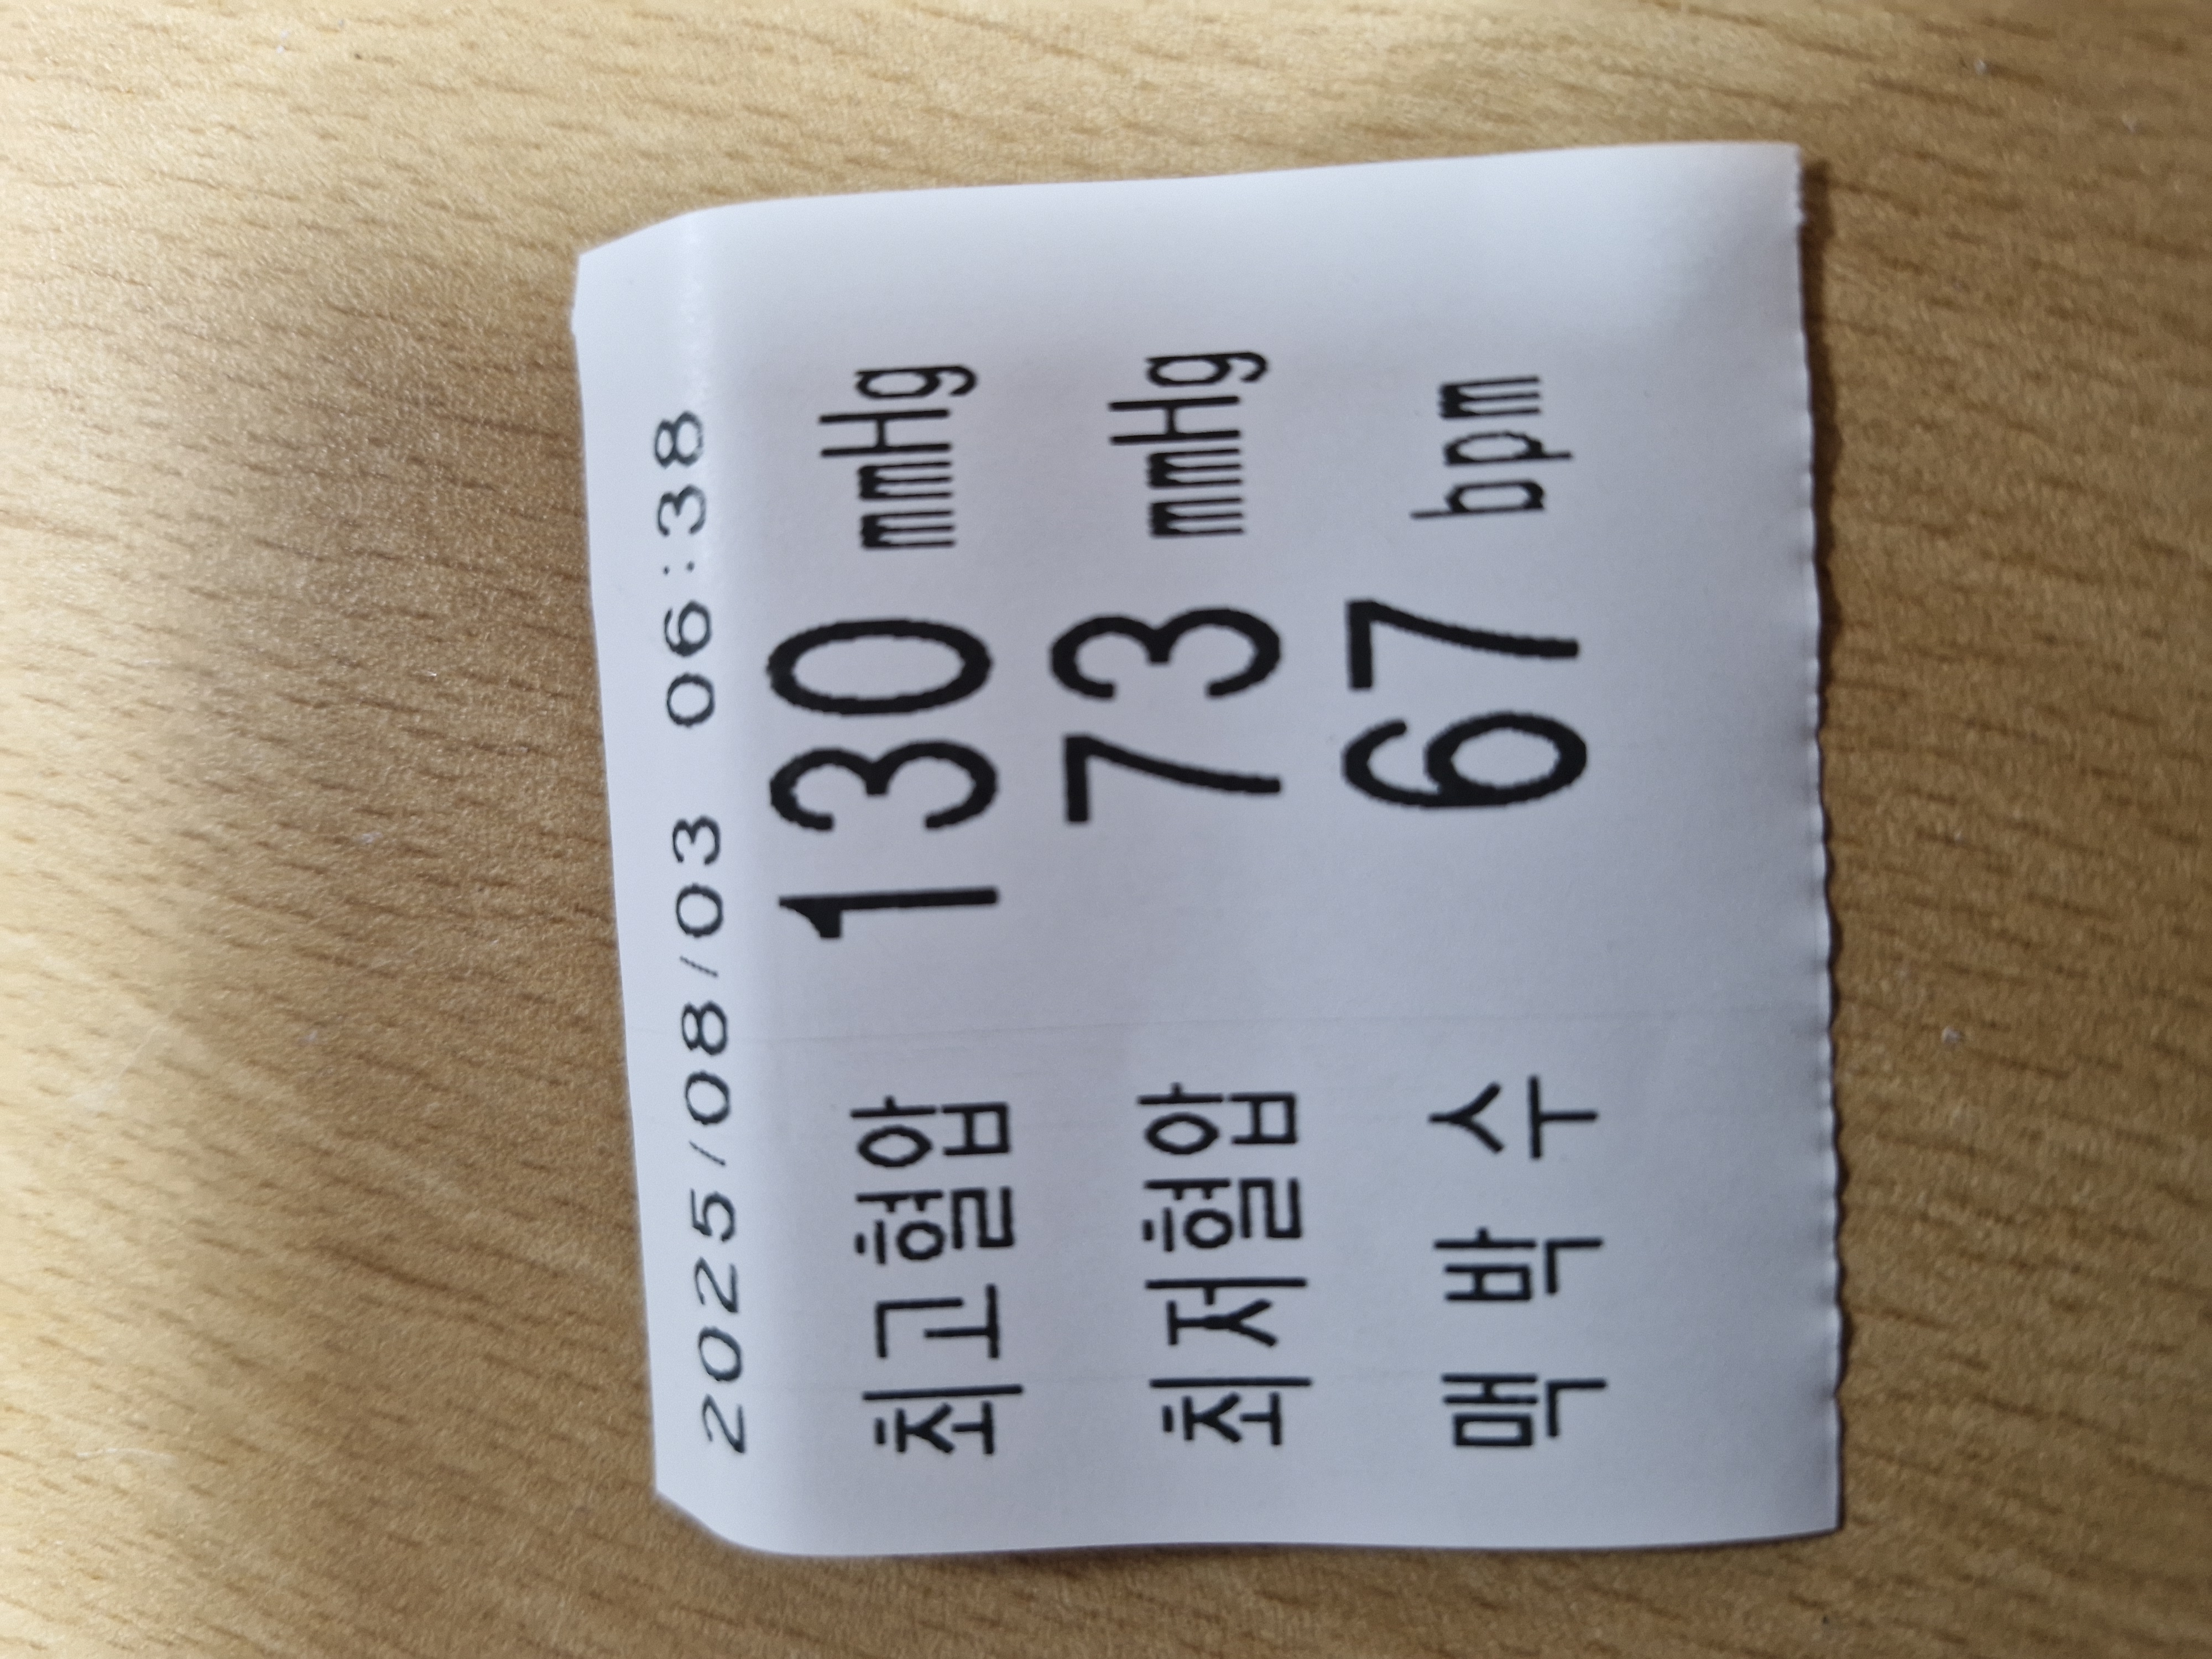 2025/08/03 06:38
최고혈압 130 mmHg
최저혈압 73 mmHg
맥 박 수 67 bpm